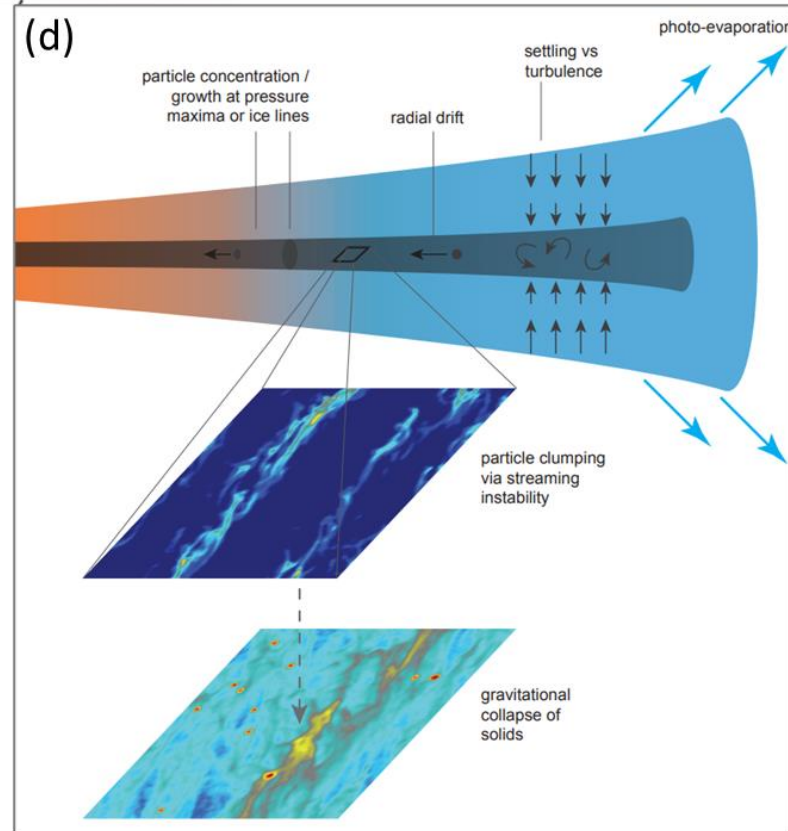 (d)
photo-evaporation
settling vs
turbulence
particle concentration /
growth at pressure
maxima or ice lines
radial drift
particle clumping
via streaming
instability
gravitational
collapse of
solids